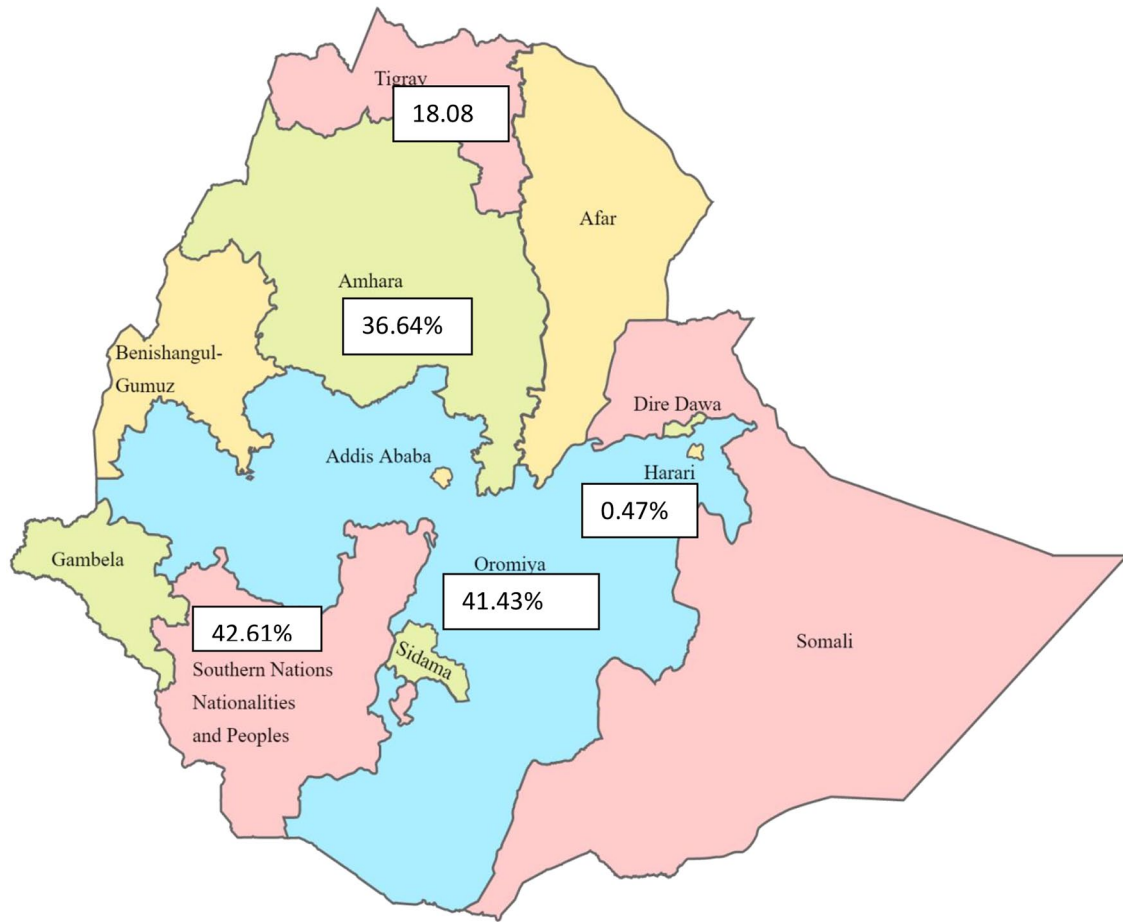 Tigray
18.08
Afar
Amhara
36.64%
Benishangul-
Gumuz
Dire Dawa
Addis Ababa
Harari
0.47%
Gambela
Oromiya
41.43%
42.61%
Southern Nations
Nationalities
and Peoples
Sidama
Somali